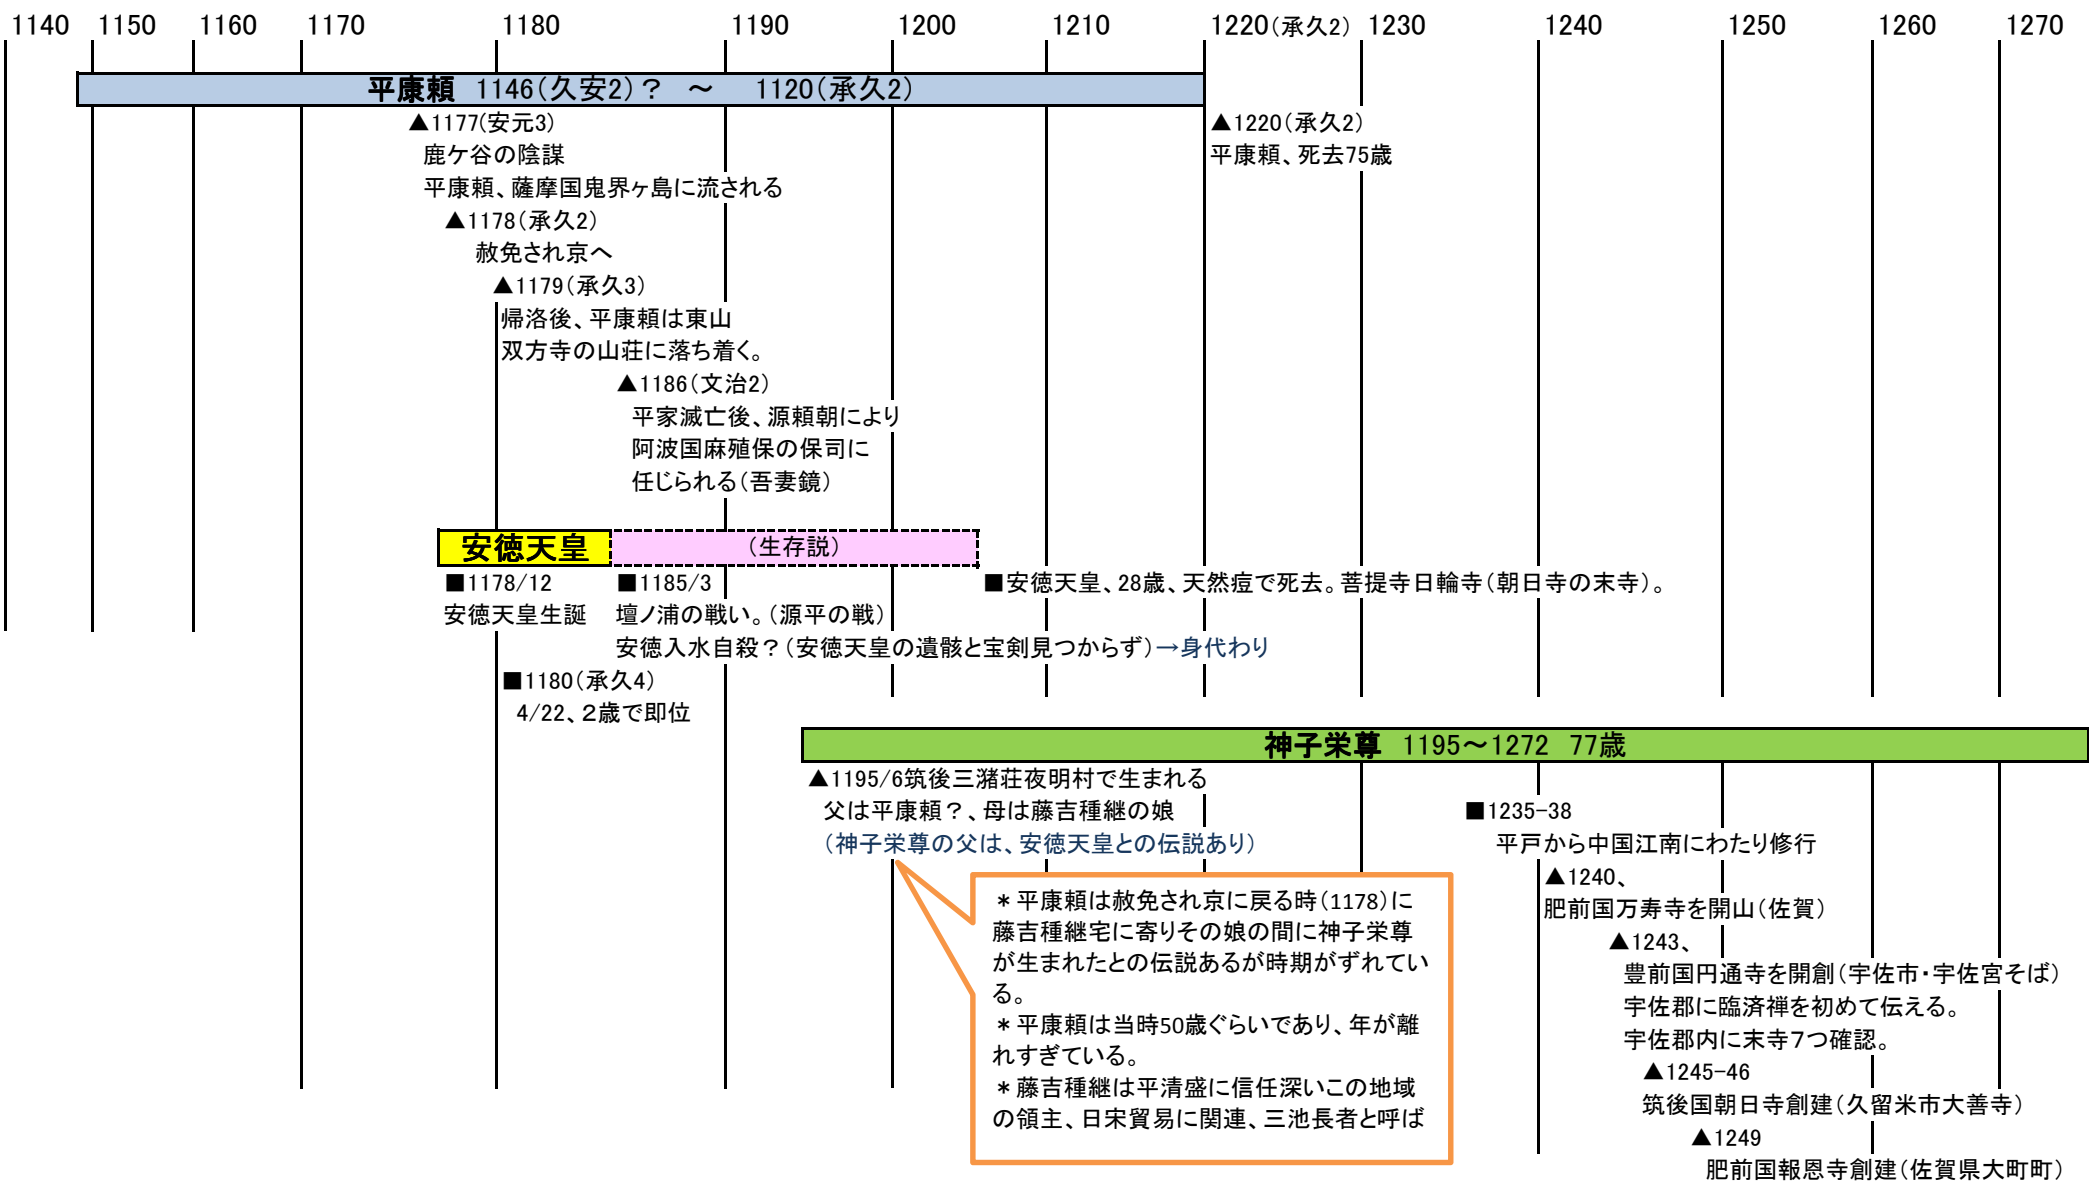 1140 1150 1160 1170 1180 1190 1200 1210 1220(承久2) 1230 1240 1250 1260 1270
平康頼 1146(久安2)? ～ 1120(承久2)
▲1177(安元3)
鹿ケ谷の陰謀
平康頼、薩摩国鬼界ヶ島に流される
▲1220(承久2)
平康頼、死去75歳
▲1178(承久2)
赦免され京へ
▲1179(承久3)
帰洛後、平康頼は東山
双方寺の山荘に落ち着く。
▲1186(文治2)
平家滅亡後、源頼朝により
阿波国麻殖保の保司に
任じられる(吾妻鏡)
安徳天皇
(生存説)
■1178/12
安徳天皇生誕
■1185/3
壇ノ浦の戦い。(源平の戦)
安徳入水自殺?(安徳天皇の遺骸と宝剣見つからず)→身代わり
■安徳天皇、28歳、天然痘で死去。菩提寺日輪寺(朝日寺の末寺)。
■1180(承久4)
4/22、2歳で即位
神子栄尊 1195～1272 77歳
▲1195/6筑後三潴荘夜明村で生まれる
父は平康頼?、母は藤吉種継の娘
(神子栄尊の父は、安徳天皇との伝説あり)
＊平康頼は赦免され京に戻る時(1178)に
藤吉種継宅に寄りその娘の間に神子栄尊
が生まれたとの伝説あるが時期がずれてい
る。
＊平康頼は当時50歳ぐらいであり、年が離
れすぎている。
＊藤吉種継は平清盛に信任深いこの地域
の領主、日宋貿易に関連、三池長者と呼ば
■1235-38
平戸から中国江南にわたり修行
▲1240、
肥前国万寿寺を開山(佐賀)
▲1243、
豊前国円通寺を開創(宇佐市・宇佐宮そば)
宇佐郡に臨済禅を初めて伝える。
宇佐郡内に末寺7つ確認。
▲1245-46
筑後国朝日寺創建(久留米市大善寺)
▲1249
肥前国報恩寺創建(佐賀県大町町)